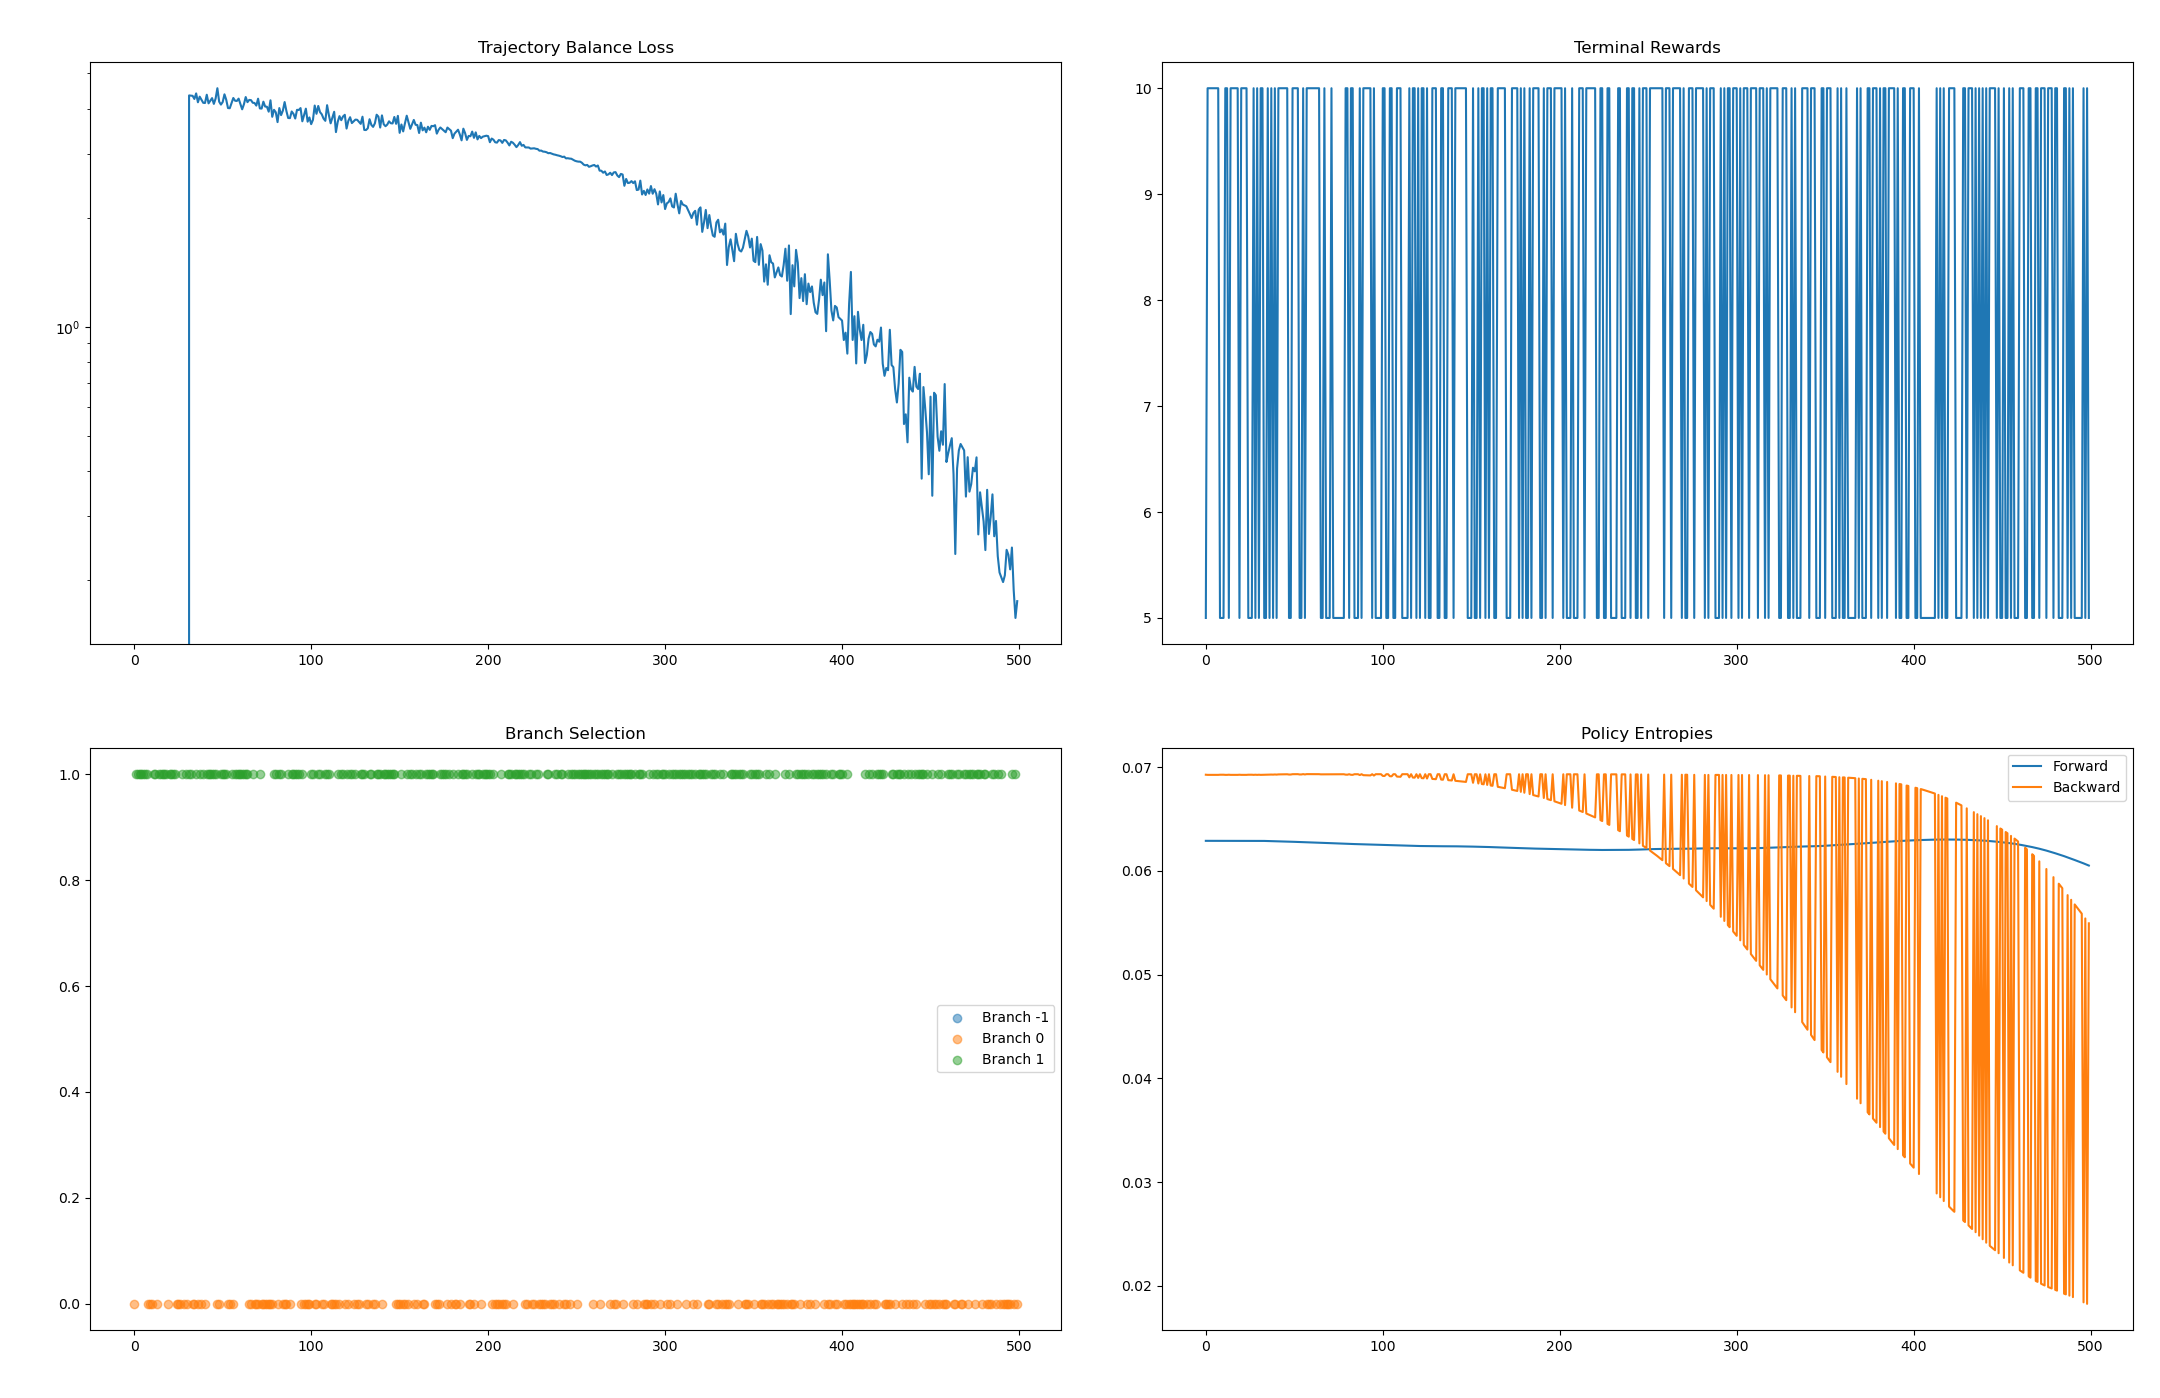 Trajectory Balance Loss
10⁰
0 100 200 300 400 500
Terminal Rewards
10
9
8
7
6
5
0 100 200 300 400 500
Branch Selection
1.0
0.8
0.6
0.4
0.2
0.0
Branch -1
Branch 0
Branch 1
0 100 200 300 400 500
Policy Entropies
0.07
0.06
0.05
0.04
0.03
0.02
Forward
Backward
0 100 200 300 400 500